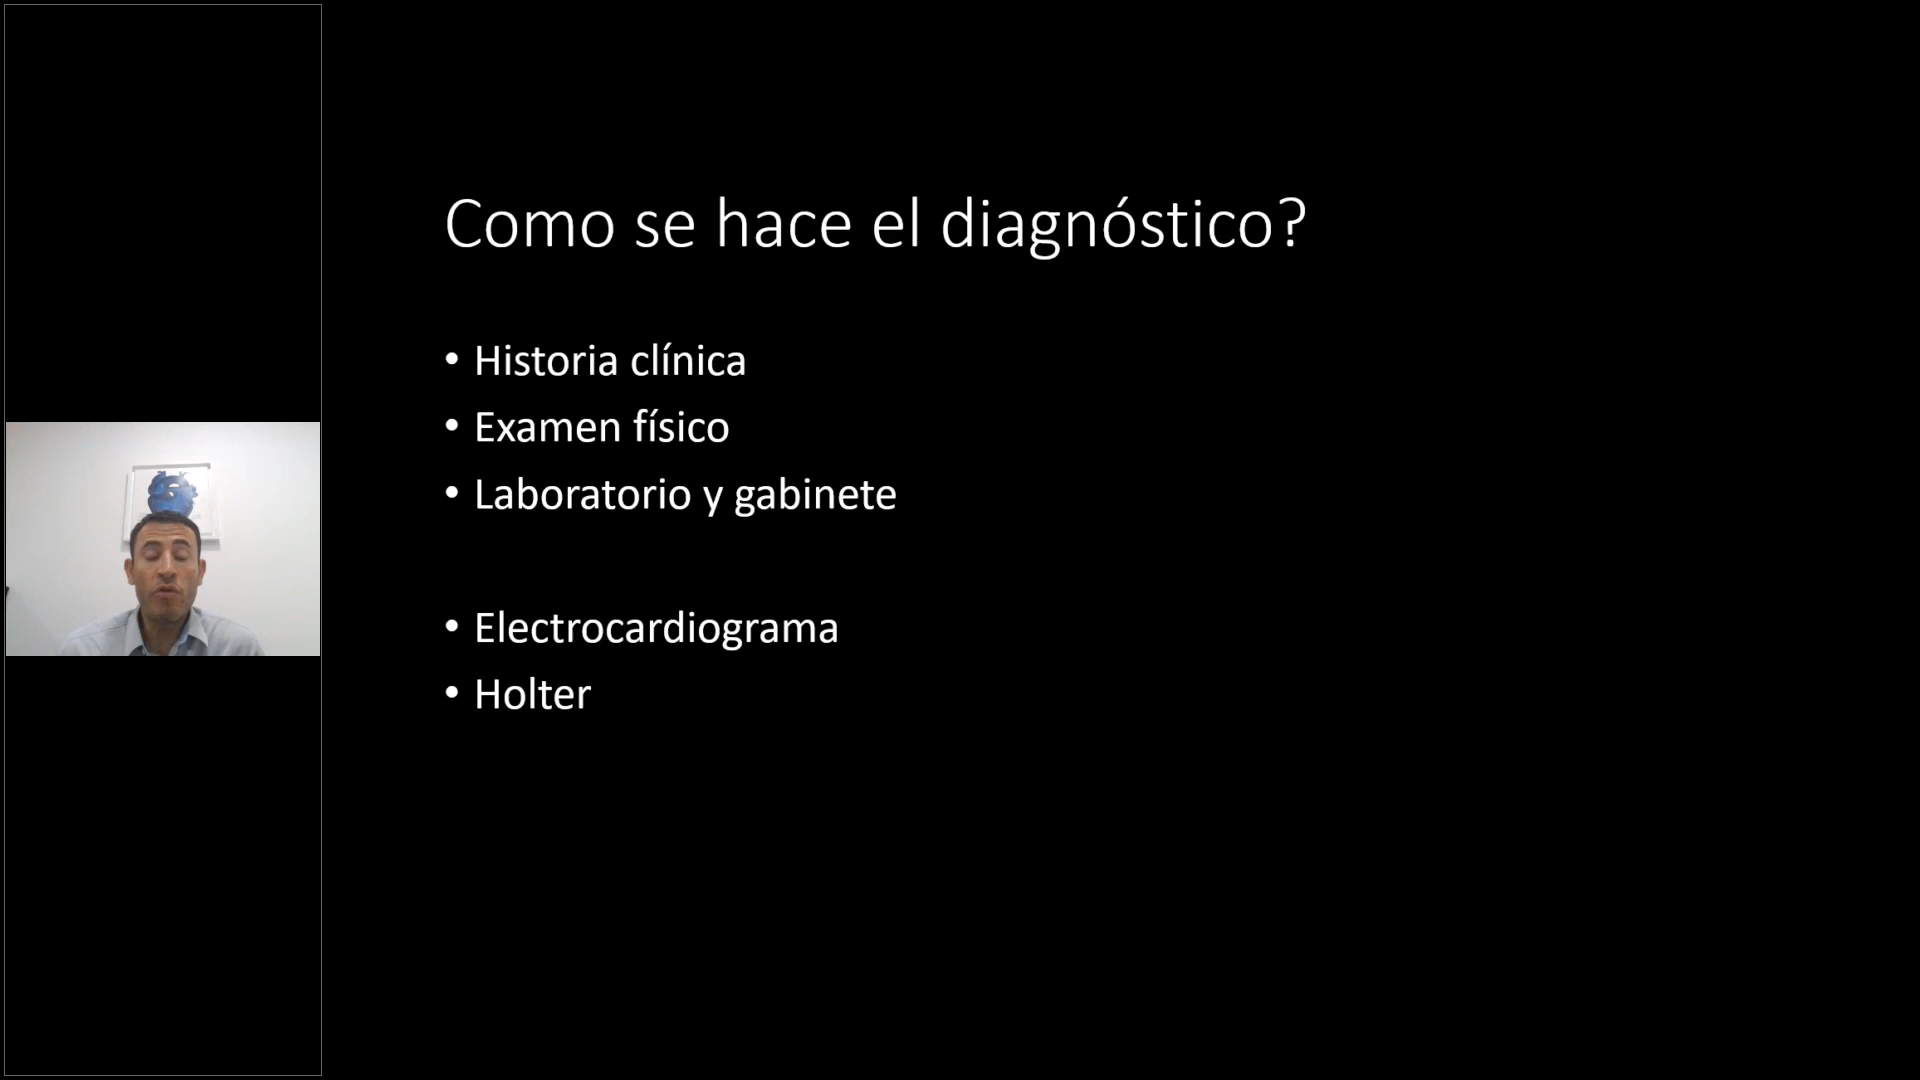 Como se hace el diagnóstico?
• Historia clínica
• Examen físico
• Laboratorio y gabinete
• Electrocardiograma
• Holter